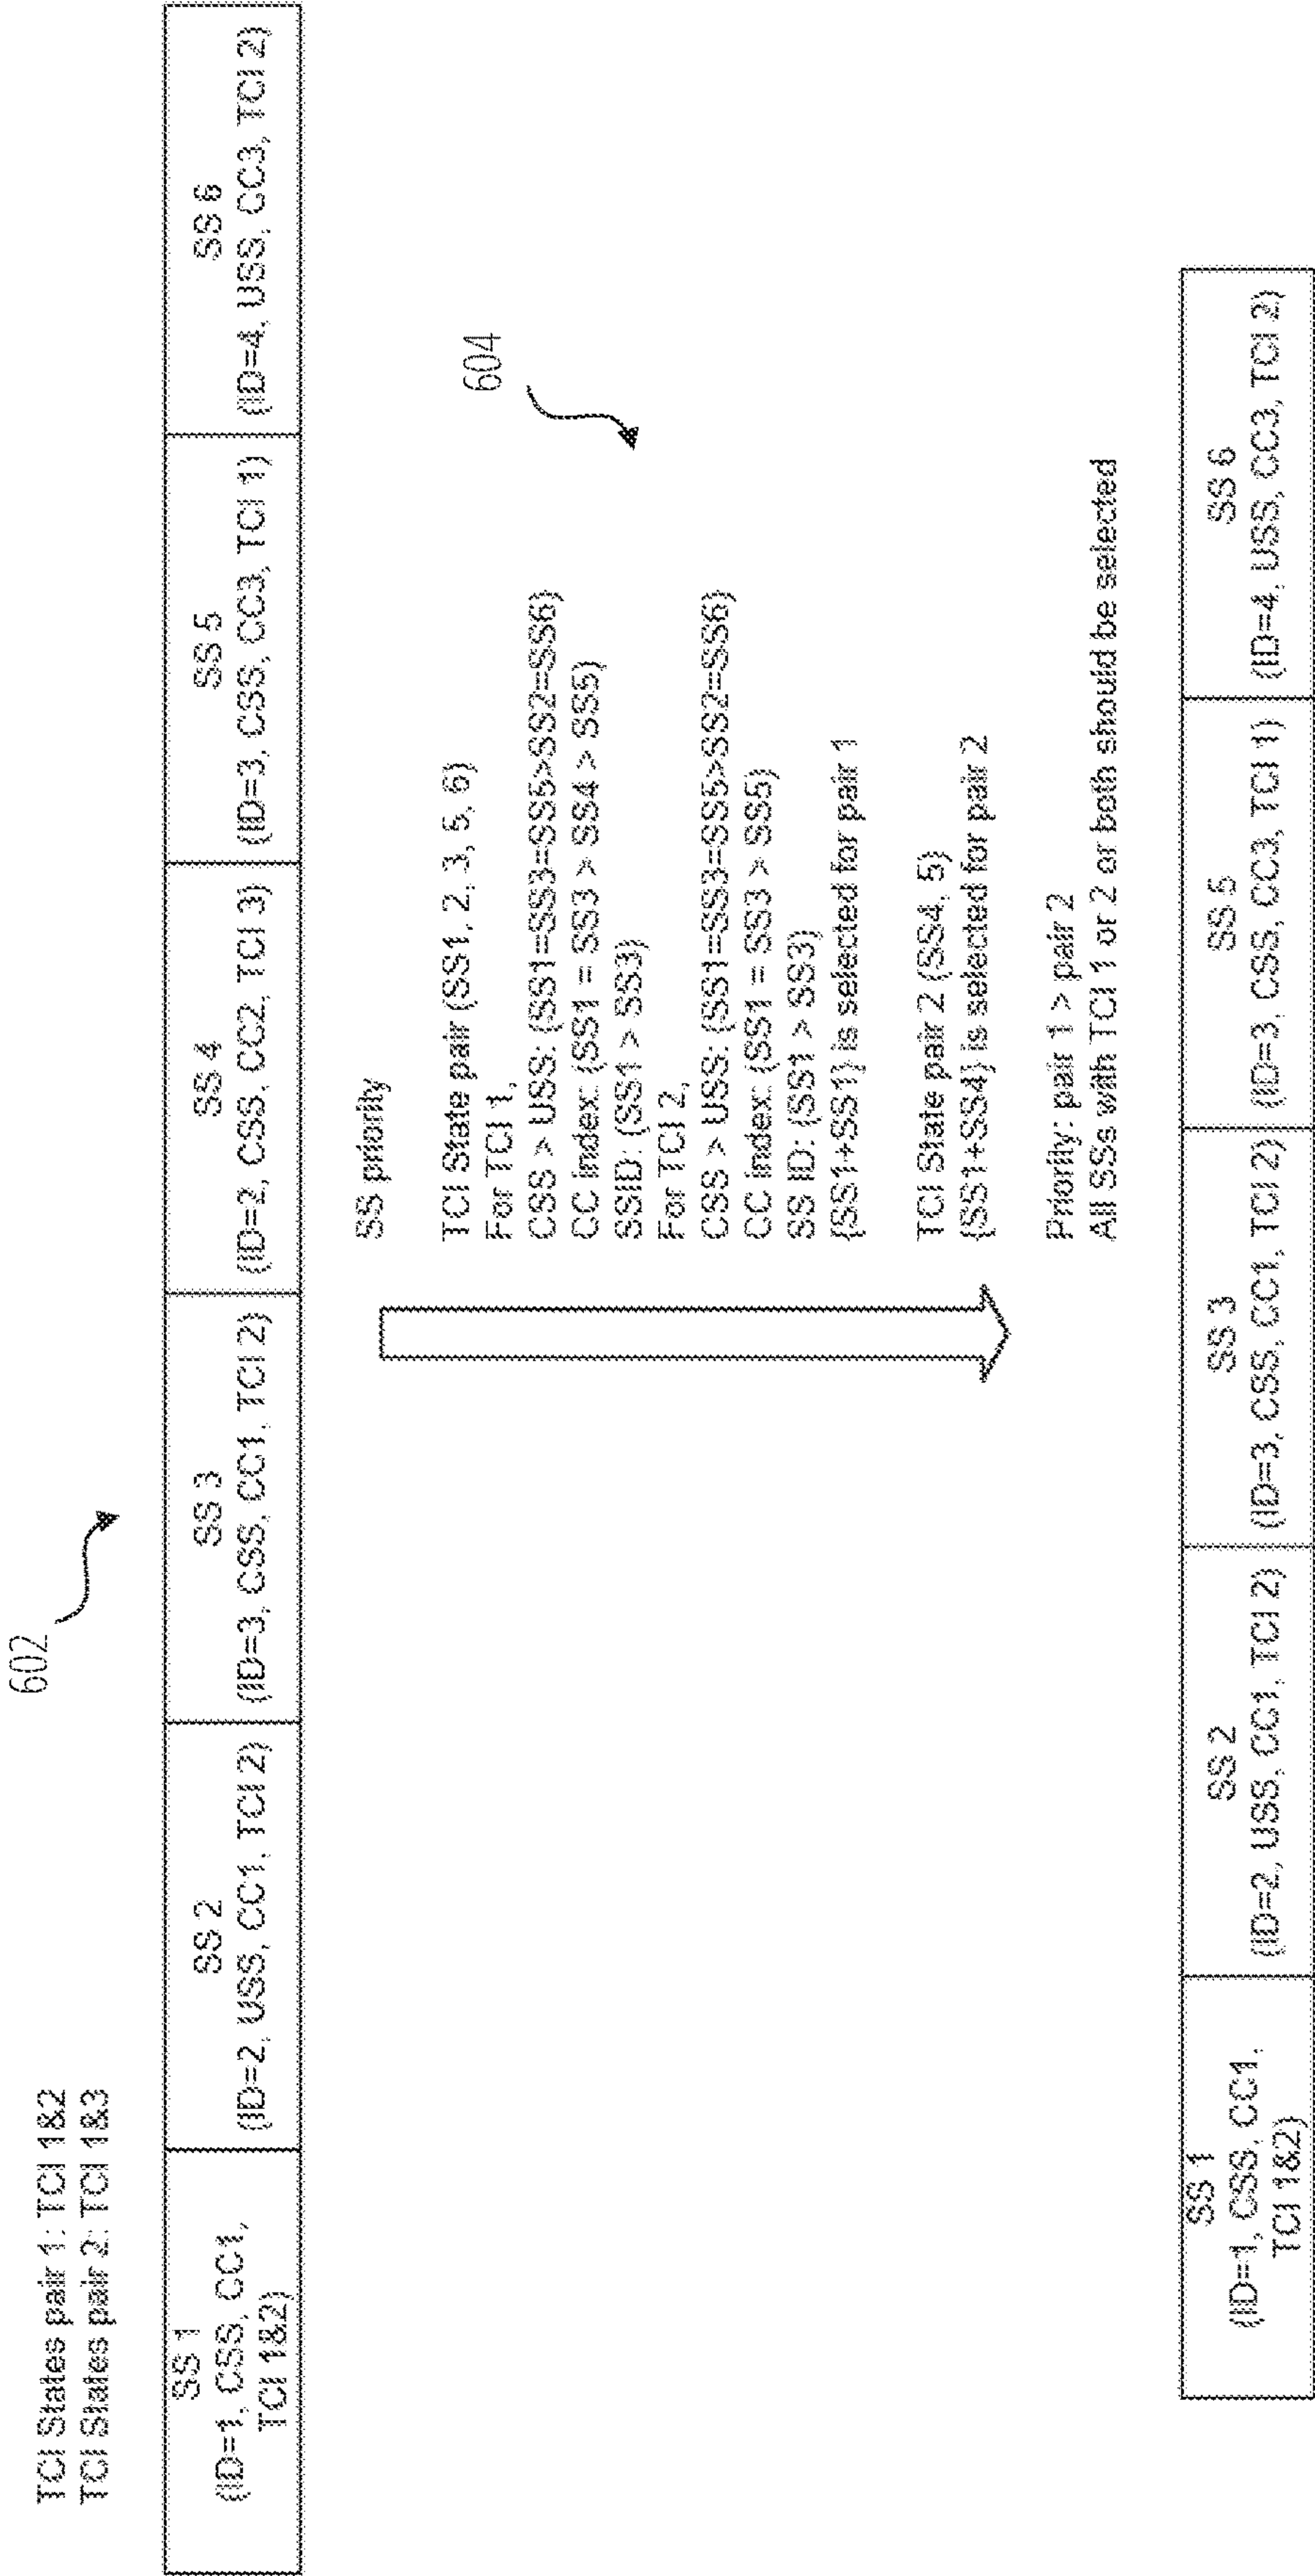 602
TCI States pair 1: TCI 1&2
TCI States pair 2: TCI 1&3
SS 1
(ID=1, CSS, CC1,
TCI 1&2)
SS 2
(ID=2, USS, CC1, TCI 2)
SS 3
(ID=3, CSS, CC1, TCI 2)
SS 4
(ID=2, CSS, CC2, TCI 3)
SS 5
(ID=3, CSS, CC3, TCI 1)
SS 6
(ID=4, USS, CC3, TCI 2)
604
SS priority
TCI State pair (SS1, 2, 3, 5, 6)
For TCI 1,
CSS > USS: (SS1=SS3=SS5>SS2=SS6)
CC index: (SS1 = SS3 > SS4 > SS5)
SSID: (SS1 > SS3)
For TCI 2,
CSS > USS: (SS1=SS3=SS5>SS2=SS6)
CC index: (SS1 = SS3 > SS5)
SS ID: (SS1 > SS3)
{SS1+SS1} is selected for pair 1
TCI State pair 2 (SS4, 5)
{SS1+SS4} is selected for pair 2
Priority: pair 1 > pair 2
All SSs with TCI 1 or 2 or both should be selected
SS 1
(ID=1, CSS, CC1,
TCI 1&2)
SS 2
(ID=2, USS, CC1, TCI 2)
SS 3
(ID=3, CSS, CC1, TCI 2)
SS 5
(ID=3, CSS, CC3, TCI 1)
SS 6
(ID=4, USS, CC3, TCI 2)